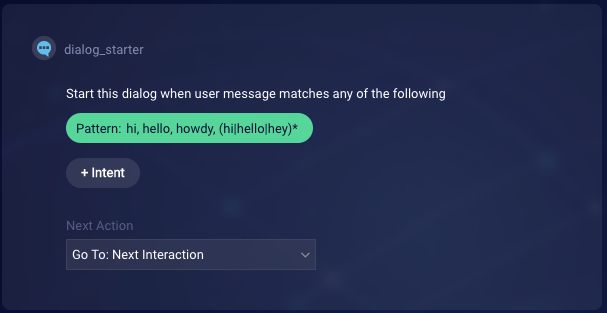 dialog_starter
Start this dialog when user message matches any of the following
Pattern: hi, hello, howdy, (hi|hello|hey)*
+ Intent
Next Action
Go To: Next Interaction